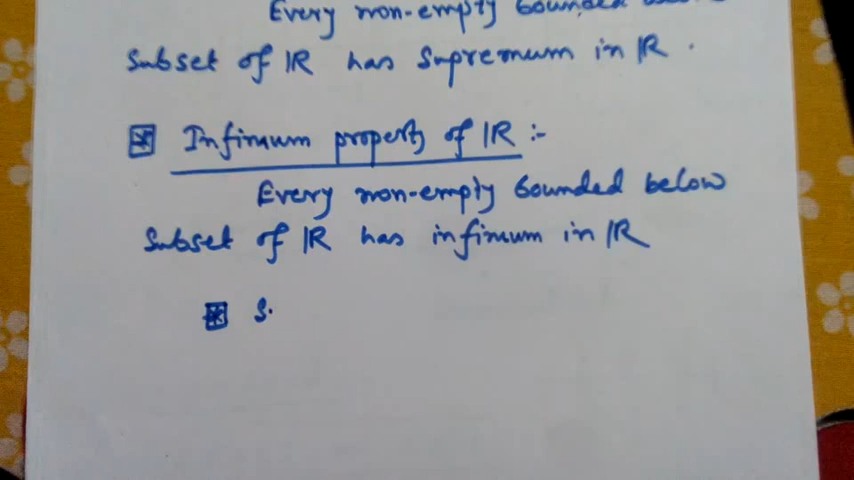 Every non-empty bounded
Subset of IR has Supremum in IR.
Infimum property of IR :-
Every non-empty bounded below
Subset of IR has infimum in IR
S.